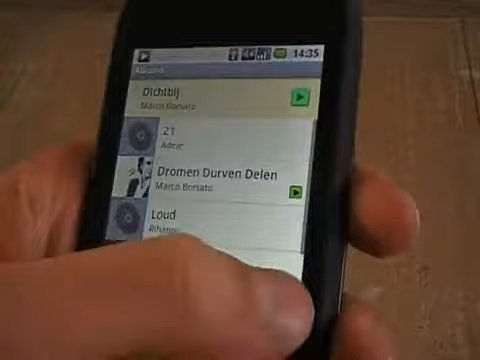 14:35
Albums
Dichtbij
Marco Borsato
21
Adele
Dromen Durven Delen
Marco Borsato
Loud
Rihanna